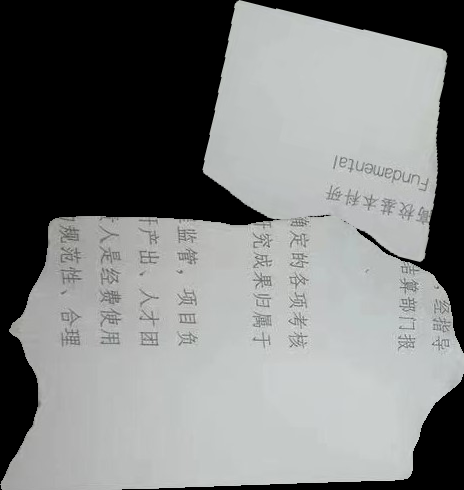 高校基本科研
Fundamental
，经指导
结算部门报
确定的各项考核
究成果归属于
监管，项目负
产出、人才团
人是经费使用
规范性、合理